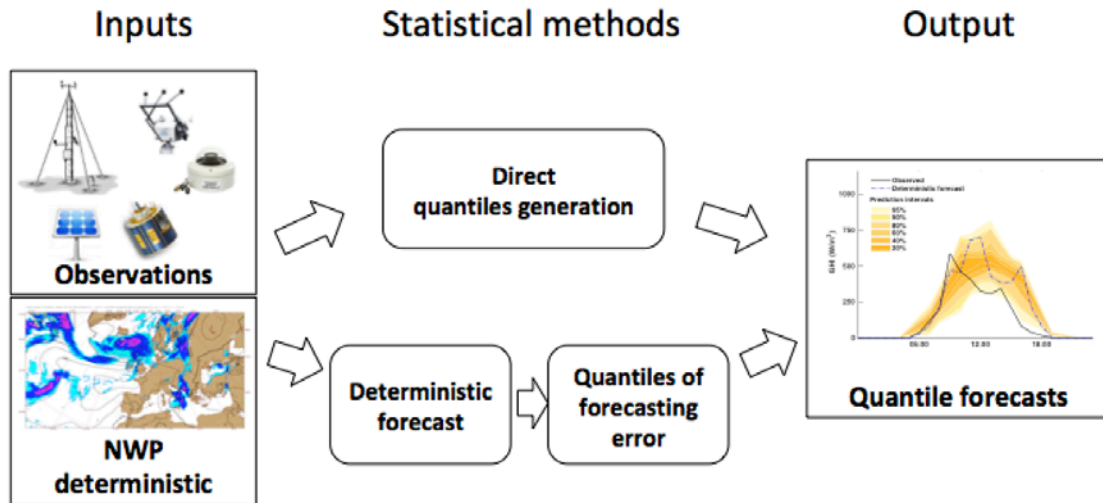 Inputs
Statistical methods
Output
Observations
NWP
deterministic
Direct
quantiles generation
Deterministic
forecast
Quantiles of
forecasting
error
Observed
Deterministic forecast
Prediction intervals
95%
90%
80%
60%
40%
20%
1000
750
500
250
0
GHI (W/m²)
06.00
12.00
18.00
Quantile forecasts